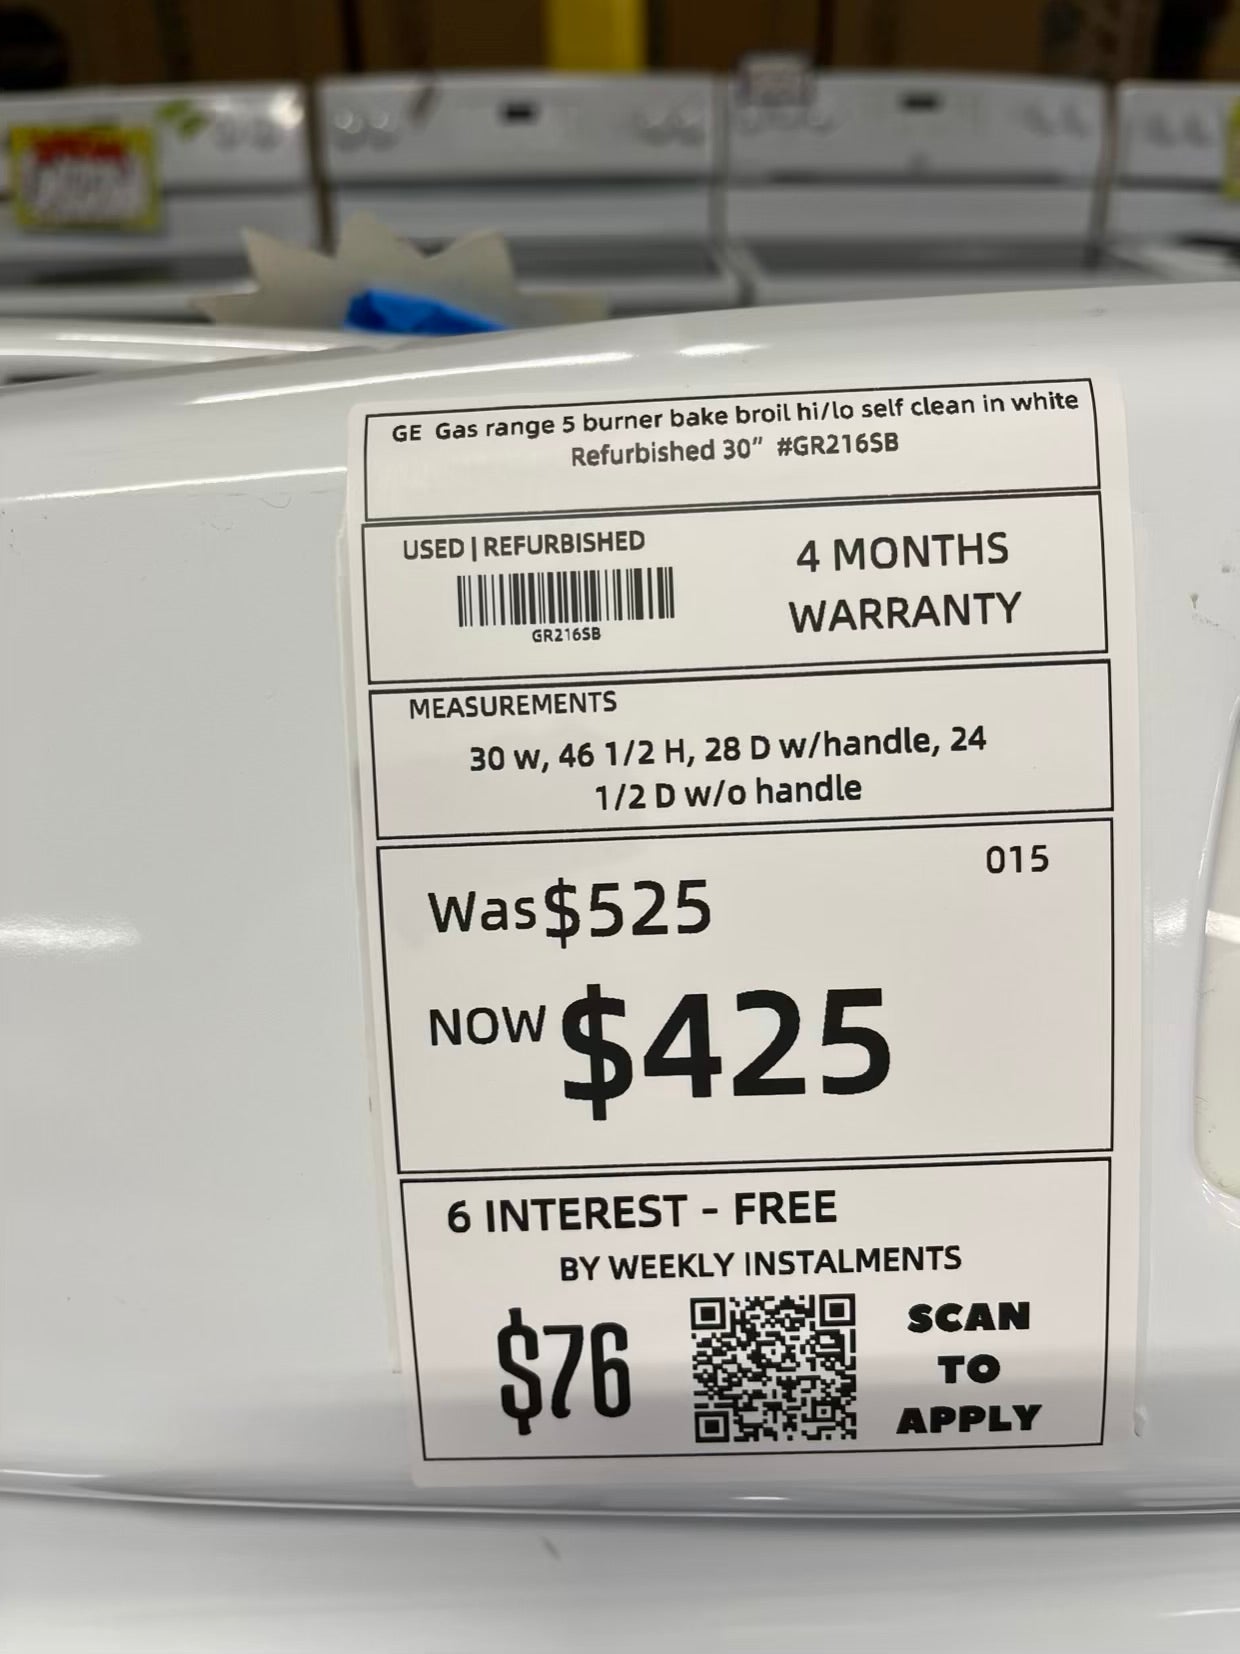 GE Gas range 5 burner bake broil hi/lo self clean in white
Refurbished 30" #GR216SB
USED | REFURBISHED
GR216SB
4 MONTHS
WARRANTY
MEASUREMENTS
30 w, 46 1/2 H, 28 D w/handle, 24
1/2 D w/o handle
015
Was $525
NOW $425
6 INTEREST - FREE
BY WEEKLY INSTALMENTS
$76
SCAN
TO
APPLY